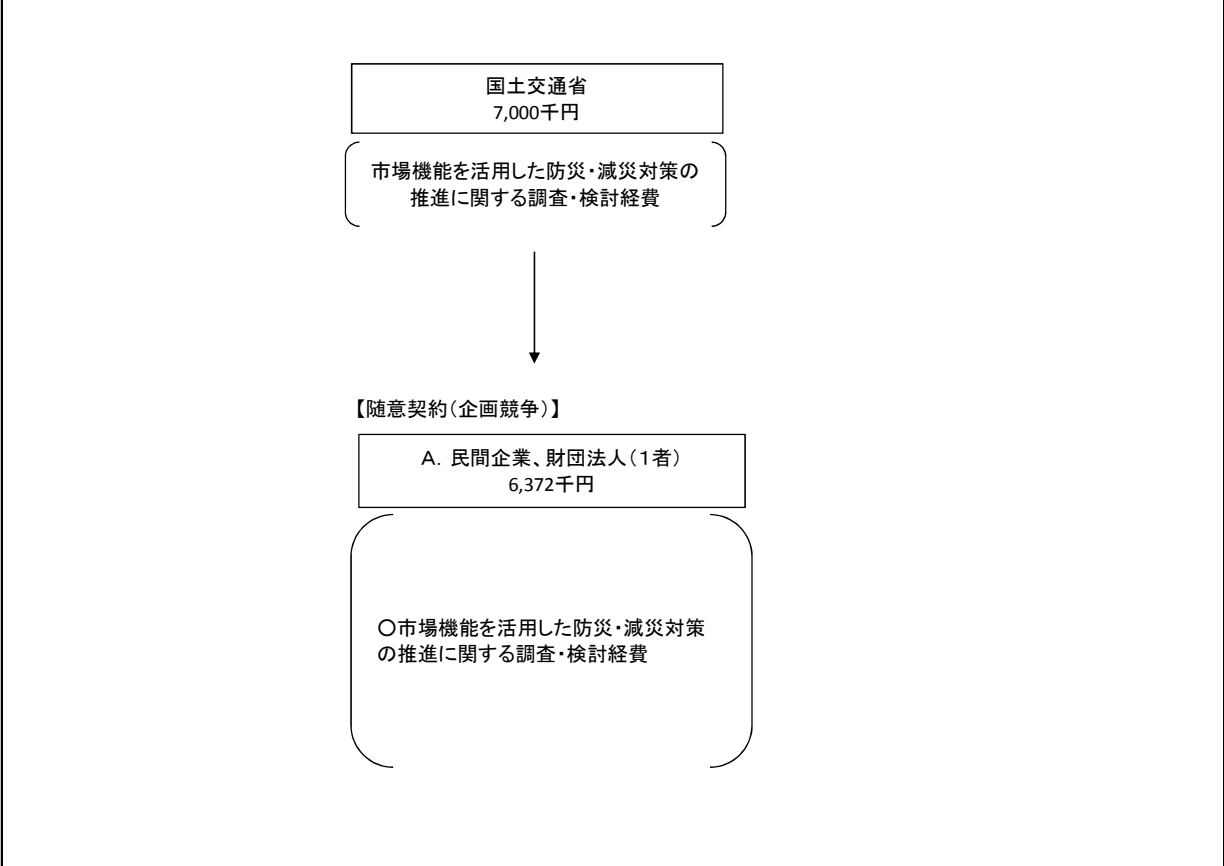 国土交通省
7,000千円
市場機能を活用した防災・減災対策の
推進に関する調査・検討経費
【随意契約(企画競争)】
A. 民間企業、財団法人(1者)
6,372千円
○市場機能を活用した防災・減災対策
の推進に関する調査・検討経費